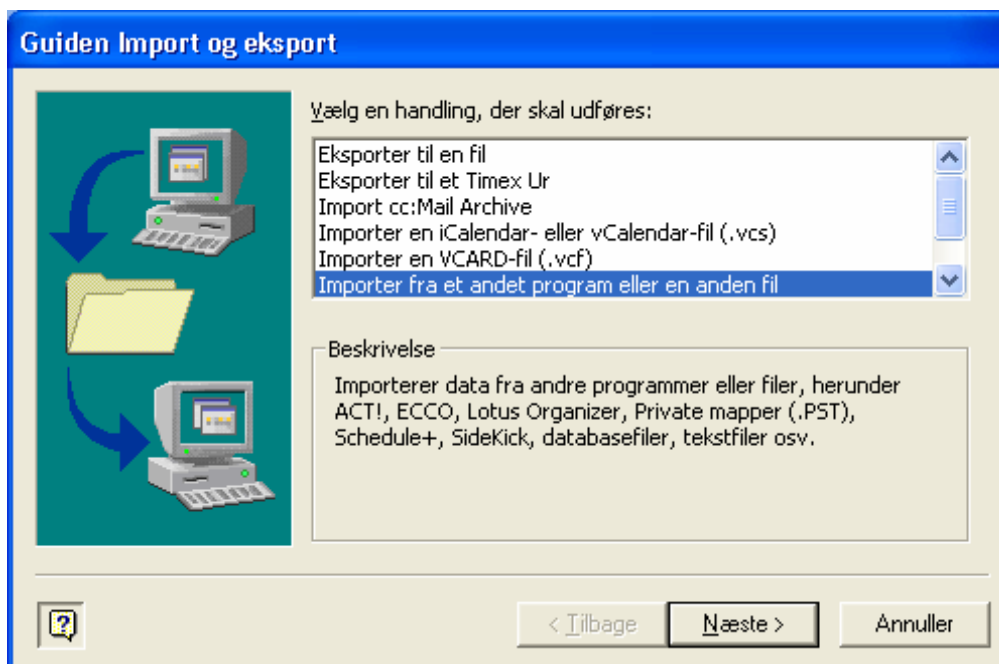 Guiden Import og eksport
Vælg en handling, der skal udføres:
Eksporter til en fil
Eksporter til et Timex Ur
Import cc:Mail Archive
Importer en iCalendar- eller vCalendar-fil (.vcs)
Importer en VCARD-fil (.vcf)
Importer fra et andet program eller en anden fil
Beskrivelse
Importerer data fra andre programmer eller filer, herunder
ACT!, ECCO, Lotus Organizer, Private mapper (.PST),
Schedule+, SideKick, databasefiler, tekstfiler osv.
?
< Tilbage
Næste >
Annuller